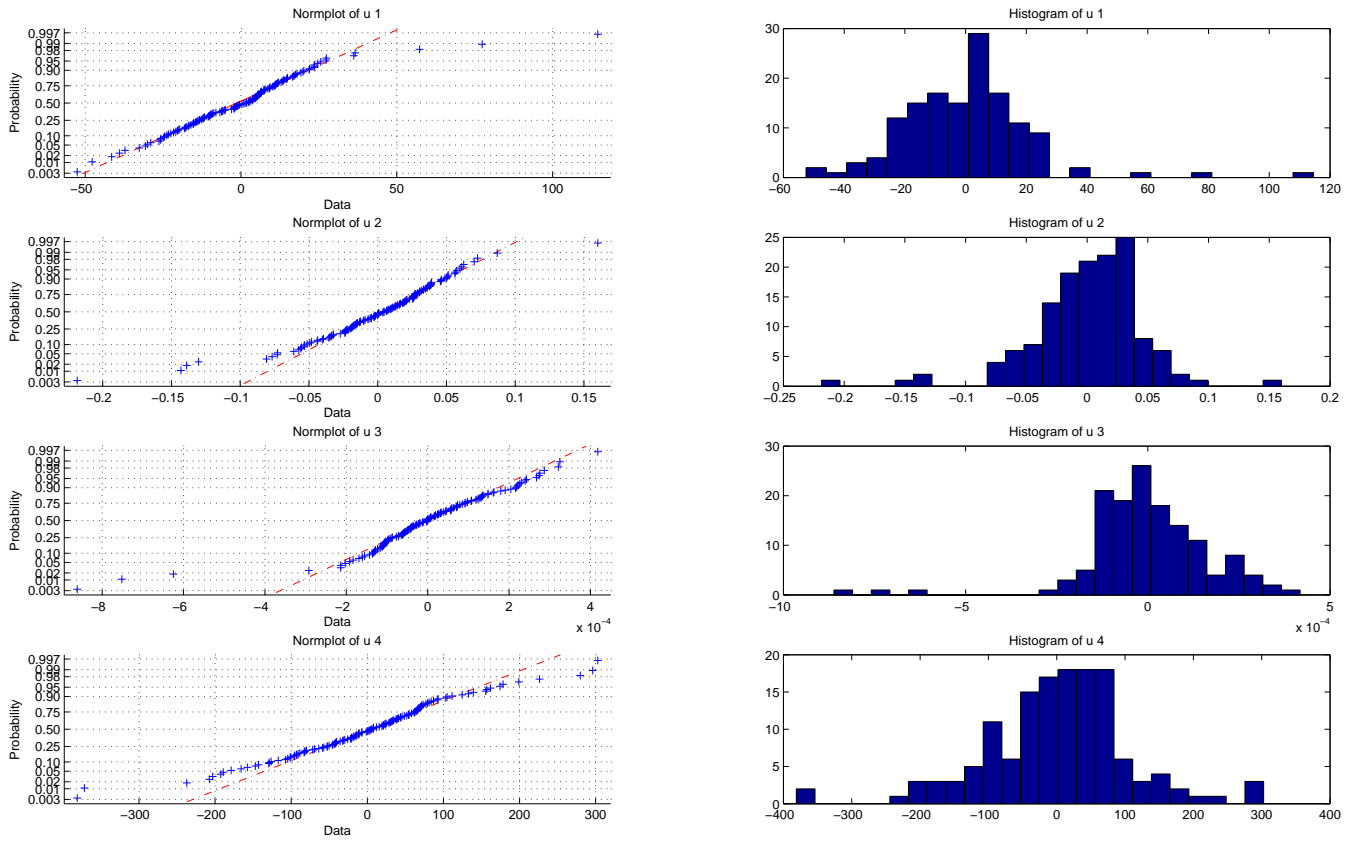 Normplot of u 1
0.997
0.99
0.98
0.95
0.90
0.75
0.50
0.25
0.10
0.05
0.02
0.01
0.003
Probability
−50 0 50 100
Data
Histogram of u 1
30
20
10
0
−60 −40 −20 0 20 40 60 80 100 120
Normplot of u 2
0.997
0.99
0.98
0.95
0.90
0.75
0.50
0.25
0.10
0.05
0.02
0.01
0.003
Probability
−0.2 −0.15 −0.1 −0.05 0 0.05 0.1 0.15
Data
Histogram of u 2
25
20
15
10
5
0
−0.25 −0.2 −0.15 −0.1 −0.05 0 0.05 0.1 0.15 0.2
Normplot of u 3
0.997
0.99
0.98
0.95
0.90
0.75
0.50
0.25
0.10
0.05
0.02
0.01
0.003
Probability
−8 −6 −4 −2 0 2 4
Data
x 10⁻⁴
Histogram of u 3
30
20
10
0
−10 −5 0 5
x 10⁻⁴
Normplot of u 4
0.997
0.99
0.98
0.95
0.90
0.75
0.50
0.25
0.10
0.05
0.02
0.01
0.003
Probability
−300 −200 −100 0 100 200 300
Data
Histogram of u 4
20
15
10
5
0
−400 −300 −200 −100 0 100 200 300 400